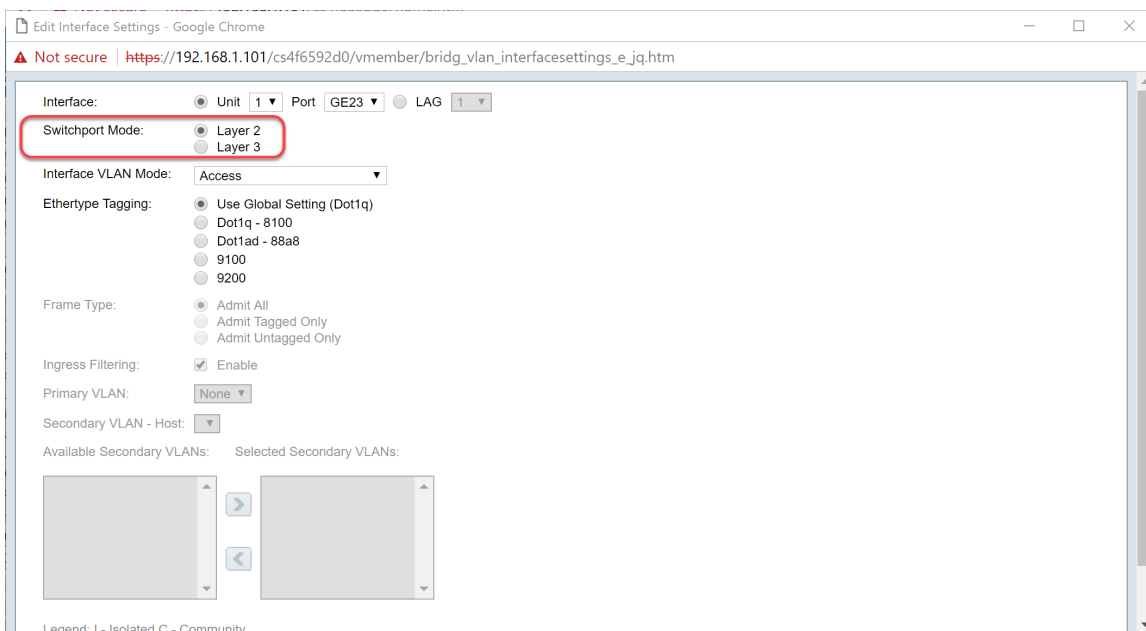 Edit Interface Settings - Google Chrome
Not secure | https://192.168.1.101/cs4f6592d0/vmember/bridg_vlan_interfacesettings_e_jq.htm
Interface: Unit 1 Port GE23 LAG 1
Switchport Mode: Layer 2
Layer 3
Interface VLAN Mode: Access
Ethertype Tagging: Use Global Setting (Dot1q)
Dot1q - 8100
Dot1ad - 88a8
9100
9200
Frame Type: Admit All
Admit Tagged Only
Admit Untagged Only
Ingress Filtering: Enable
Primary VLAN: None
Secondary VLAN - Host:
Available Secondary VLANs: Selected Secondary VLANs:
Legend: I - Isolated C - Community